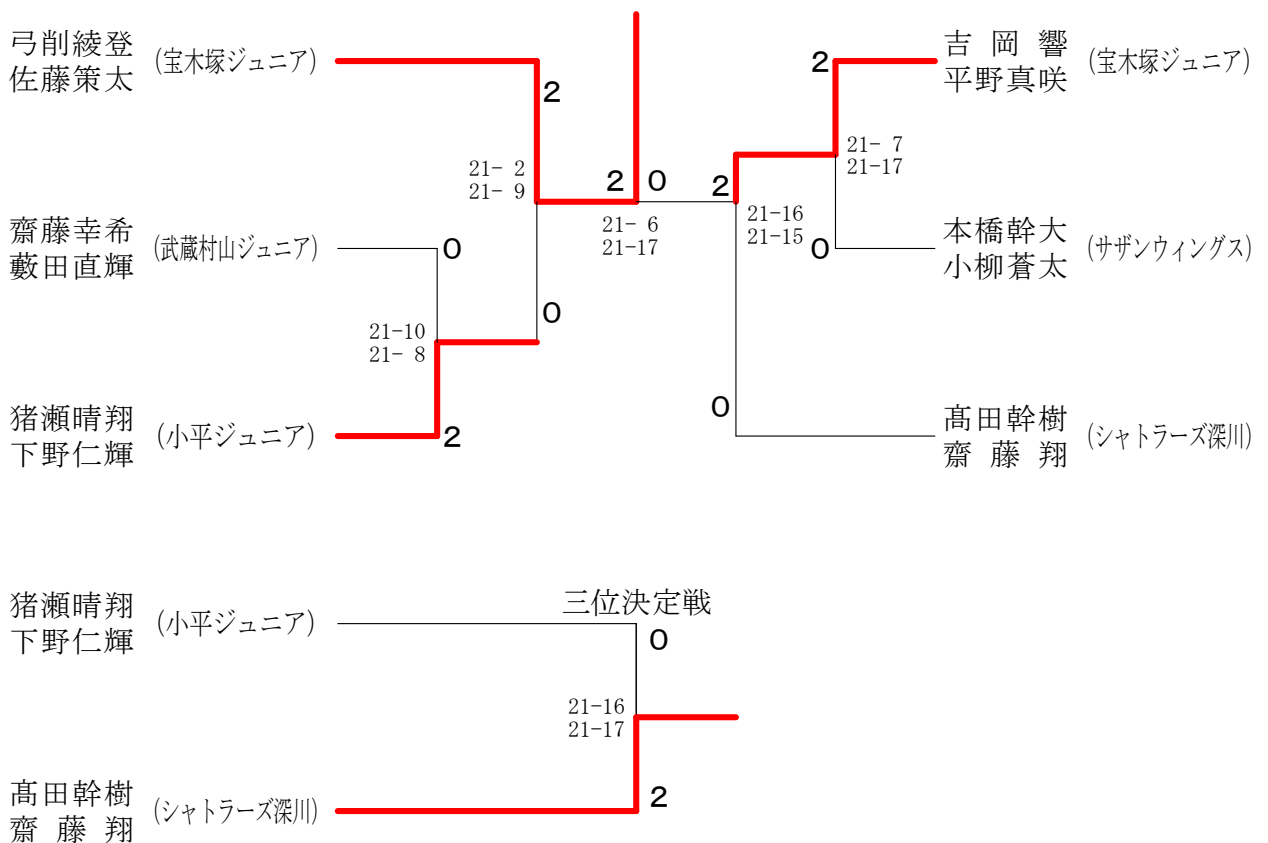 弓削綾登
佐藤策太
(宝木塚ジュニア)
2
21- 2
21- 9
齋藤幸希
藪田直輝
(武蔵村山ジュニア)
0
21-10
21- 8
0
猪瀬晴翔
下野仁輝
(小平ジュニア)
2
2 0
21- 6
21-17
吉岡響
平野真咲
(宝木塚ジュニア)
2
21- 7
21-17
2
21-16
21-15
0
本橋幹大
小柳蒼太
(サザンウィングス)
0
髙田幹樹
齋藤翔
(シャトラーズ深川)
三位決定戦
猪瀬晴翔
下野仁輝
(小平ジュニア)
0
21-16
21-17
髙田幹樹
齋藤翔
(シャトラーズ深川)
2